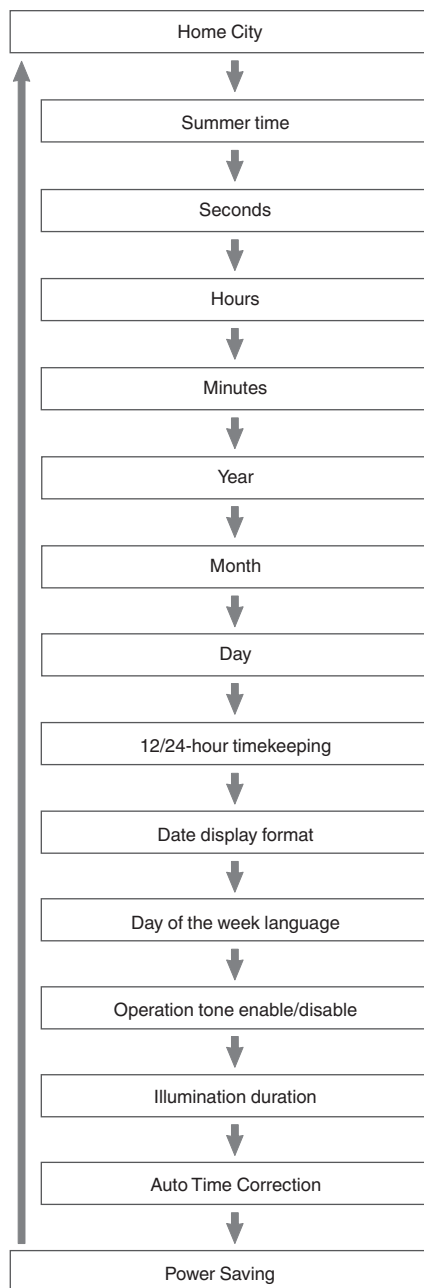 Home City
Summer time
Seconds
Hours
Minutes
Year
Month
Day
12/24-hour timekeeping
Date display format
Day of the week language
Operation tone enable/disable
Illumination duration
Auto Time Correction
Power Saving